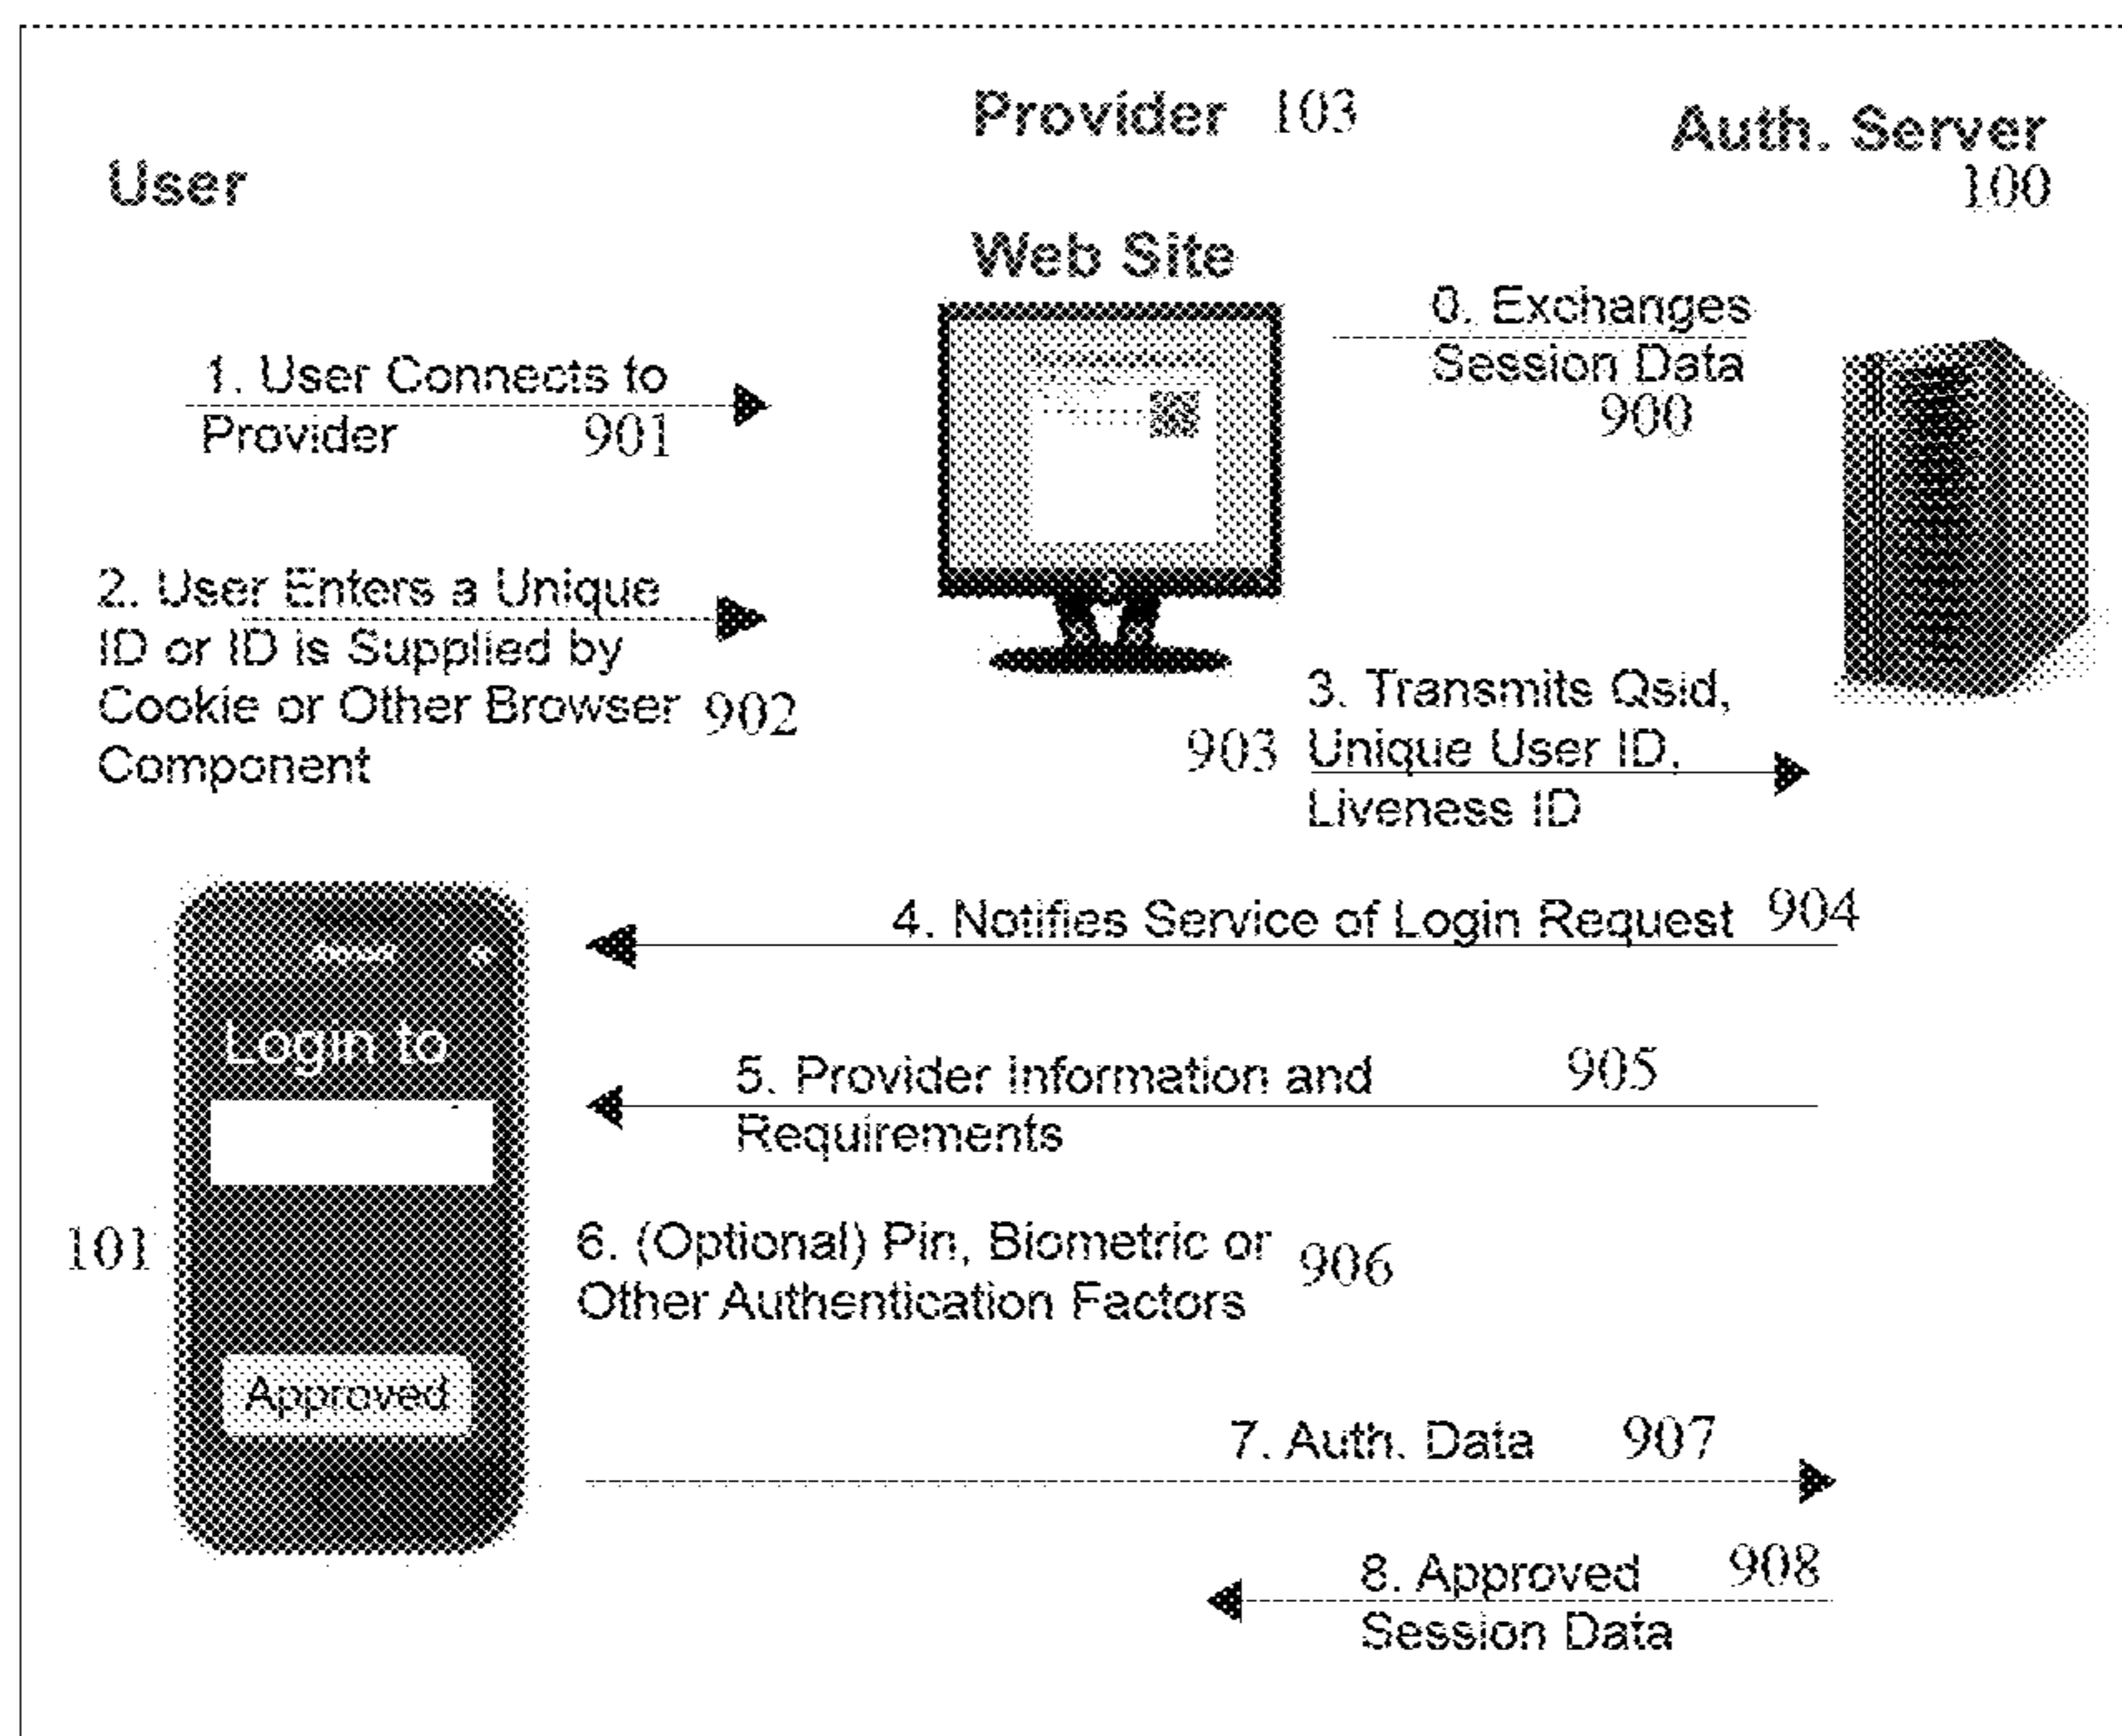 Provider 103
Auth. Server
100
User
Web Site
0. Exchanges
Session Data
900
1. User Connects to
Provider 901
2. User Enters a Unique
ID or ID is Supplied by
Cookie or Other Browser 902
Component
3. Transmits Qsid,
903 Unique User ID,
Liveness ID
4. Notifies Service of Login Request 904
Login to
5. Provider Information and 905
Requirements
101
6. (Optional) Pin, Biometric or 906
Other Authentication Factors
Approved
7. Auth. Data 907
8. Approved 908
Session Data